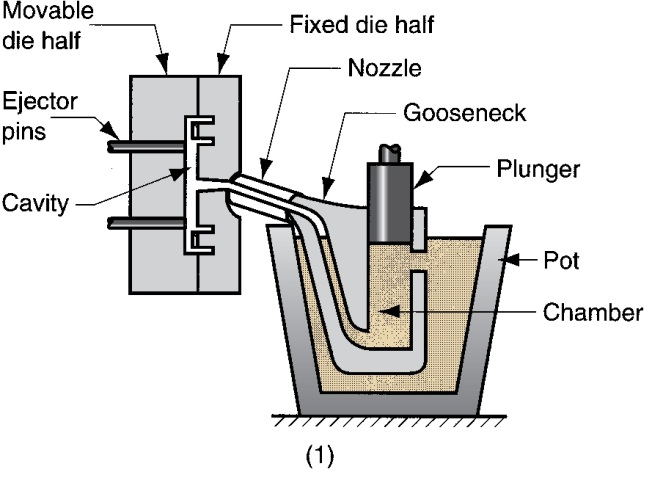 Movable
die half
Fixed die half
Nozzle
Ejector
pins
Gooseneck
Plunger
Cavity
Pot
Chamber
(1)